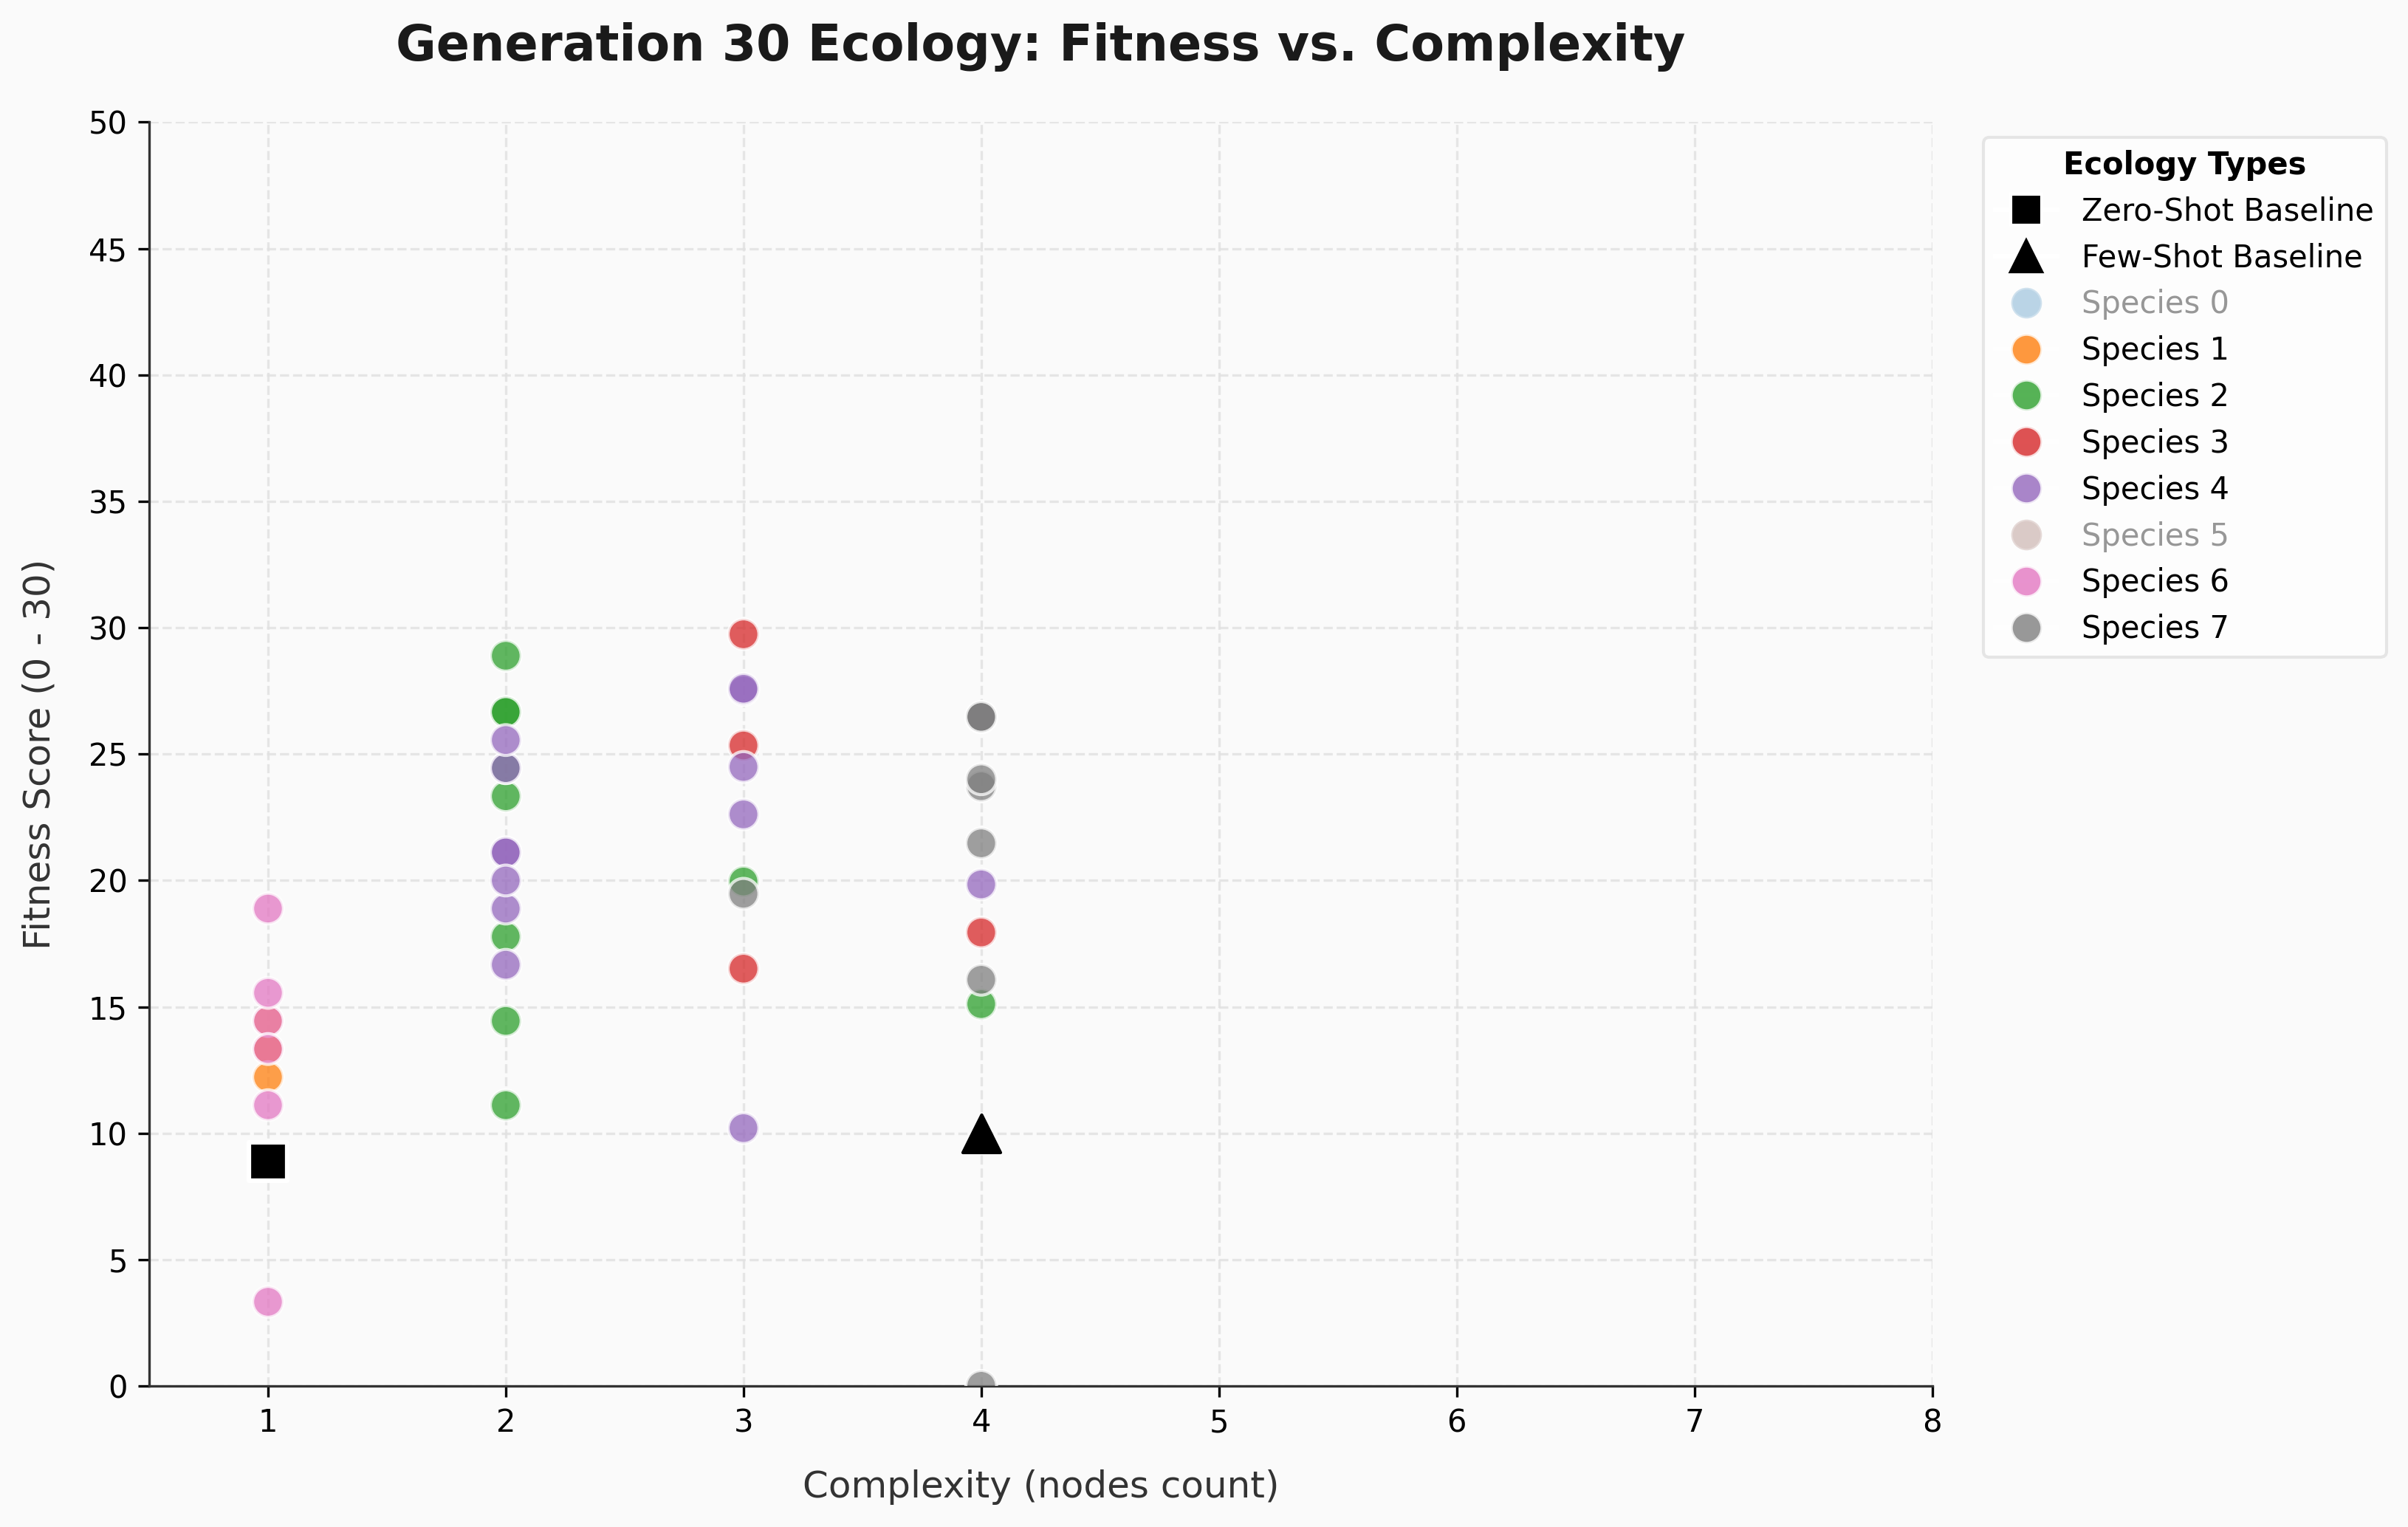 Generation 30 Ecology: Fitness vs. Complexity
50
45
40
35
30
25
20
15
10
5
0
Fitness Score (0 - 30)
1 2 3 4 5 6 7 8
Complexity (nodes count)
Ecology Types
Zero-Shot Baseline
Few-Shot Baseline
Species 0
Species 1
Species 2
Species 3
Species 4
Species 5
Species 6
Species 7